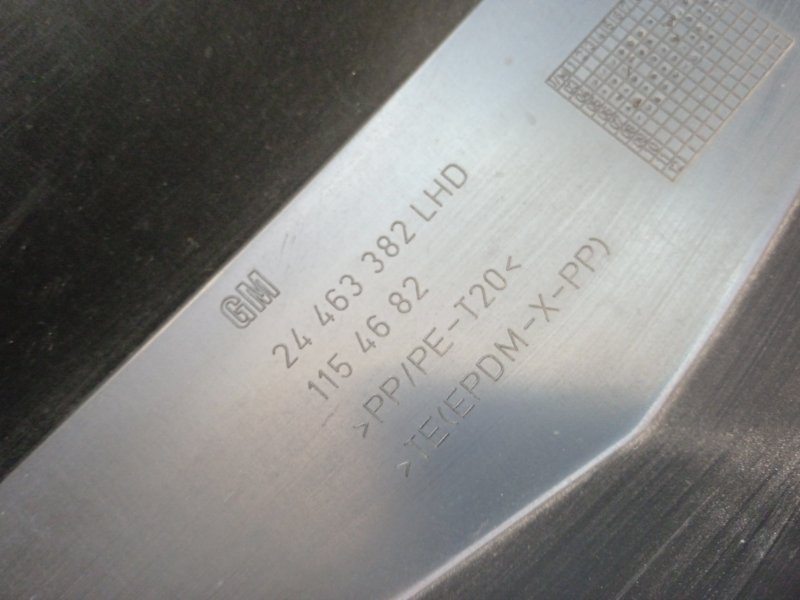 GM
24 463 382 LHD
115 46 82
>PP/PE-T20<
>TE(EPDM-X-PP)